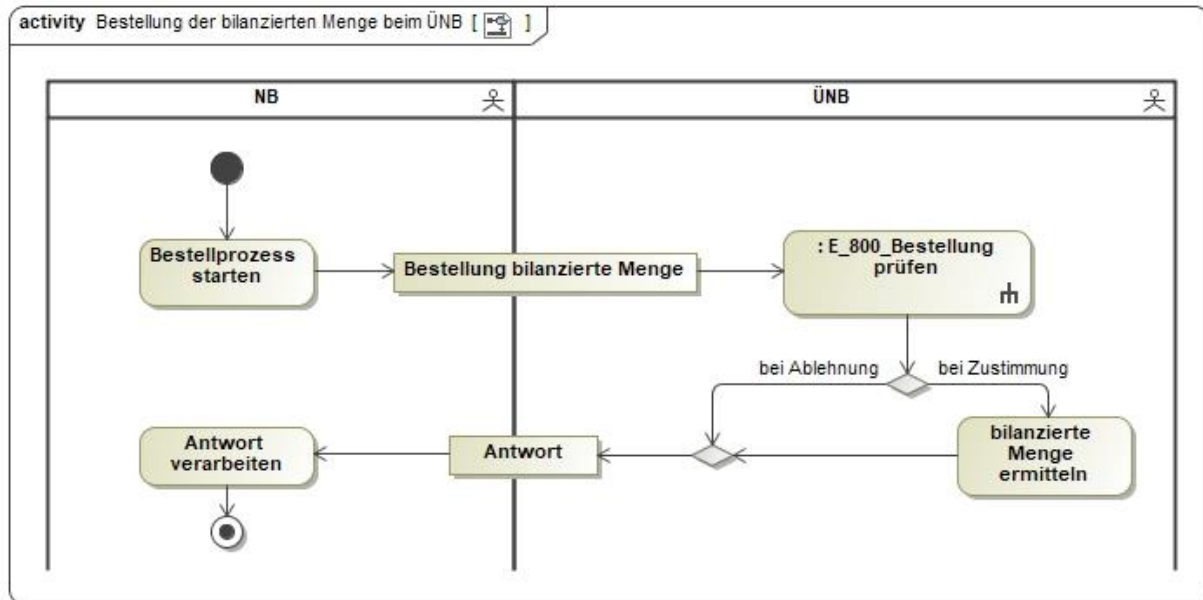 activity Bestellung der bilanzierten Menge beim ÜNB [ ]
NB
ÜNB
Bestellprozess
starten
Bestellung bilanzierte Menge
: E_800_Bestellung
prüfen
bei Ablehnung
bei Zustimmung
Antwort
verarbeiten
Antwort
bilanzierte
Menge
ermitteln